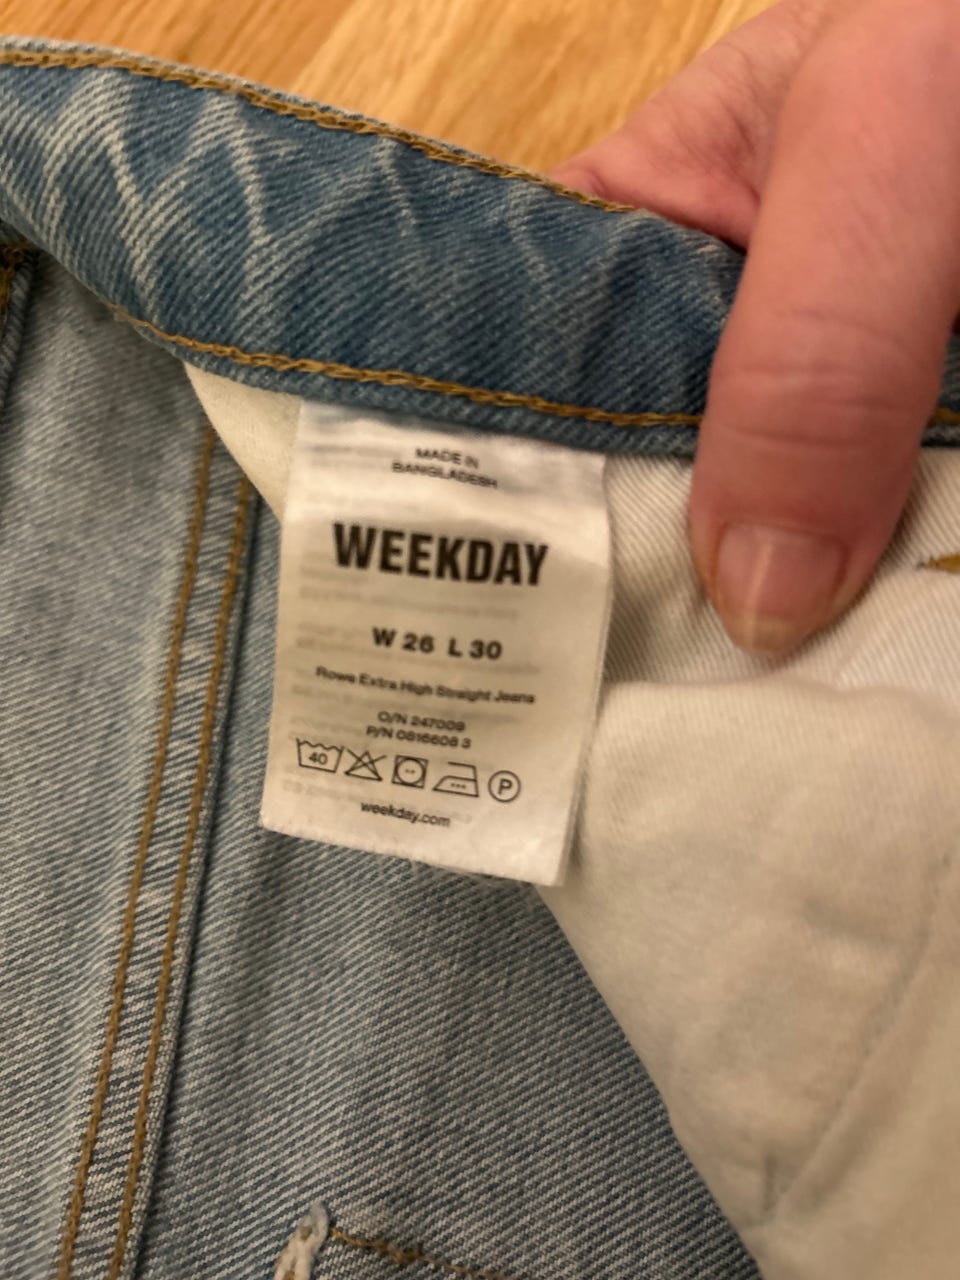 MADE IN
BANGLADESH
WEEKDAY
W 26 L 30
Rowe Extra High Straight Jeans
O/N 247009
P/N 0816608 3
40 P
weekday.com